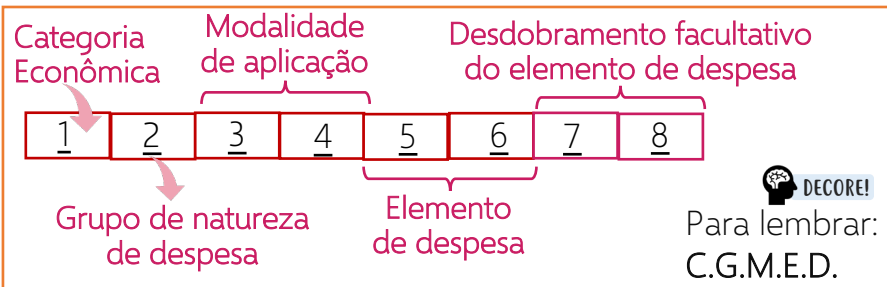 Categoria
Econômica
Modalidade
de aplicação
Desdobramento facultativo
do elemento de despesa
1 2 3 4 5 6 7 8
Grupo de natureza
de despesa
Elemento
de despesa
DECORE!
Para lembrar:
C.G.M.E.D.